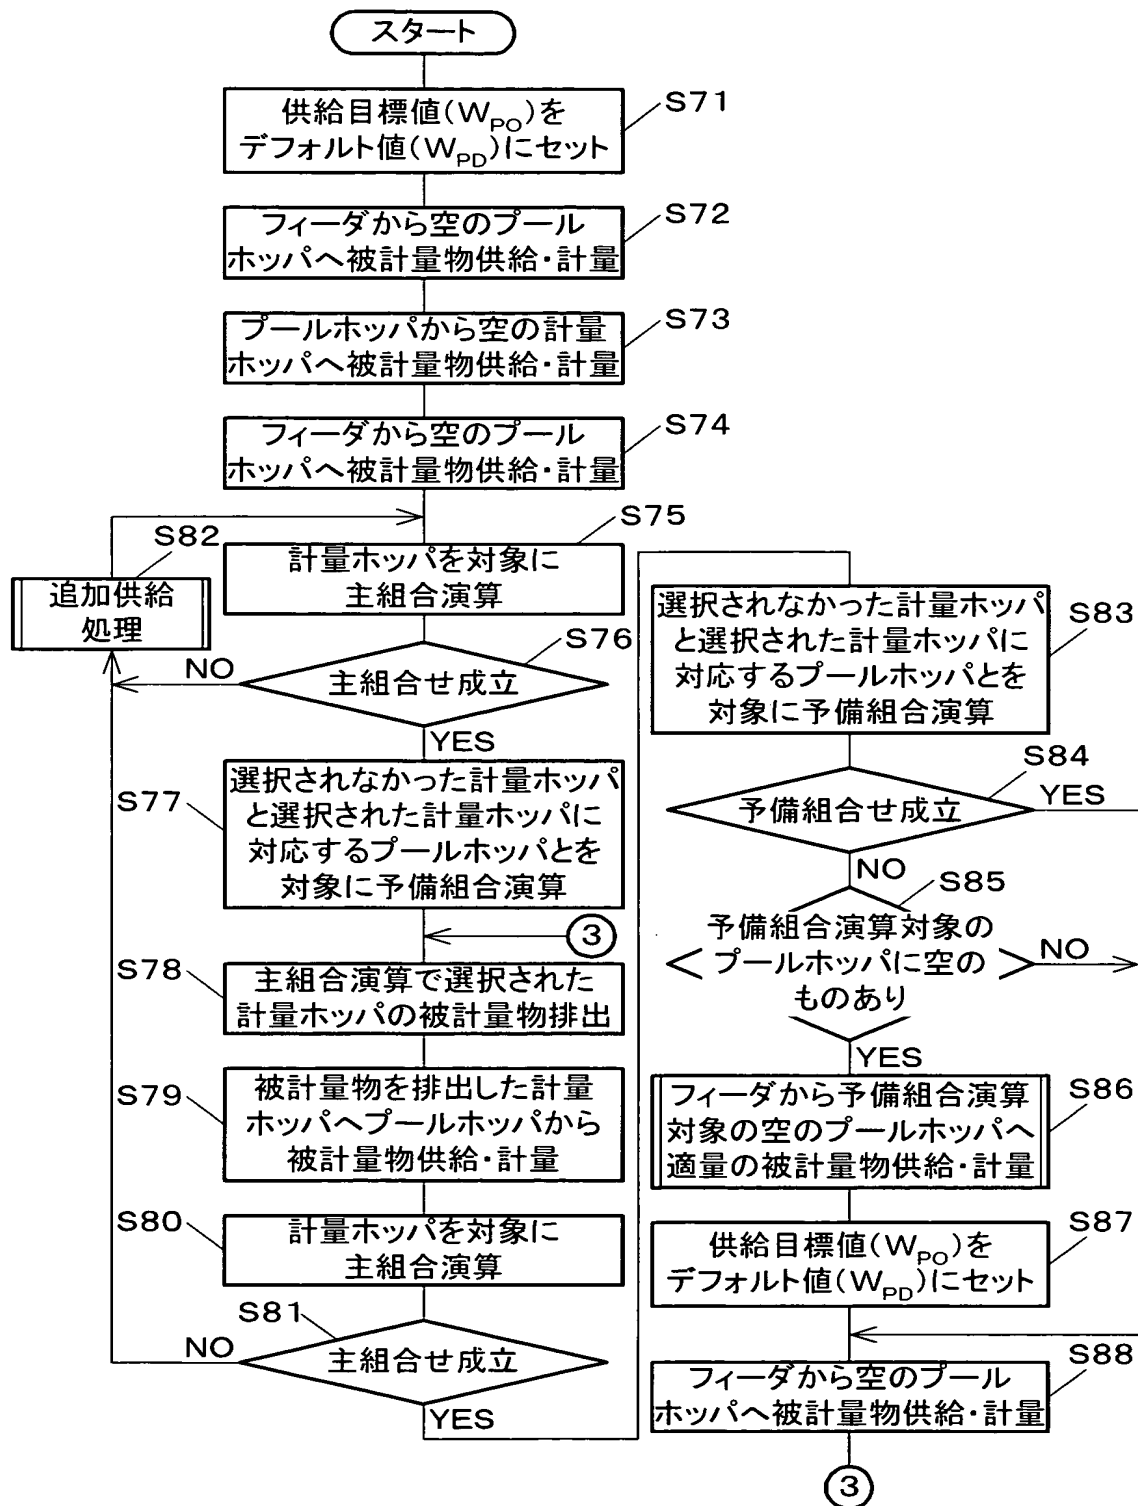 スタート
供給目標値(WPO)を
デフォルト値(WPD)にセット
S71
フィーダから空のプール
ホッパへ被計量物供給・計量
S72
プールホッパから空の計量
ホッパへ被計量物供給・計量
S73
フィーダから空のプール
ホッパへ被計量物供給・計量
S74
S82
追加供給
処理
S75
計量ホッパを対象に
主組合演算
S76
NO
主組合せ成立
YES
S77
選択されなかった計量ホッパ
と選択された計量ホッパに
対応するプールホッパとを
対象に予備組合演算
3
S78
主組合演算で選択された
計量ホッパの被計量物排出
S79
被計量物を排出した計量
ホッパへプールホッパから
被計量物供給・計量
S80
計量ホッパを対象に
主組合演算
S81
NO
主組合せ成立
YES
選択されなかった計量ホッパ
と選択された計量ホッパに
対応するプールホッパとを
対象に予備組合演算
S83
S84
予備組合せ成立
YES
NO
S85
予備組合演算対象の
プールホッパに空の
ものあり
NO
YES
フィーダから予備組合演算
対象の空のプールホッパへ
適量の被計量物供給・計量
S86
供給目標値(WPO)を
デフォルト値(WPD)にセット
S87
フィーダから空のプール
ホッパへ被計量物供給・計量
S88
3